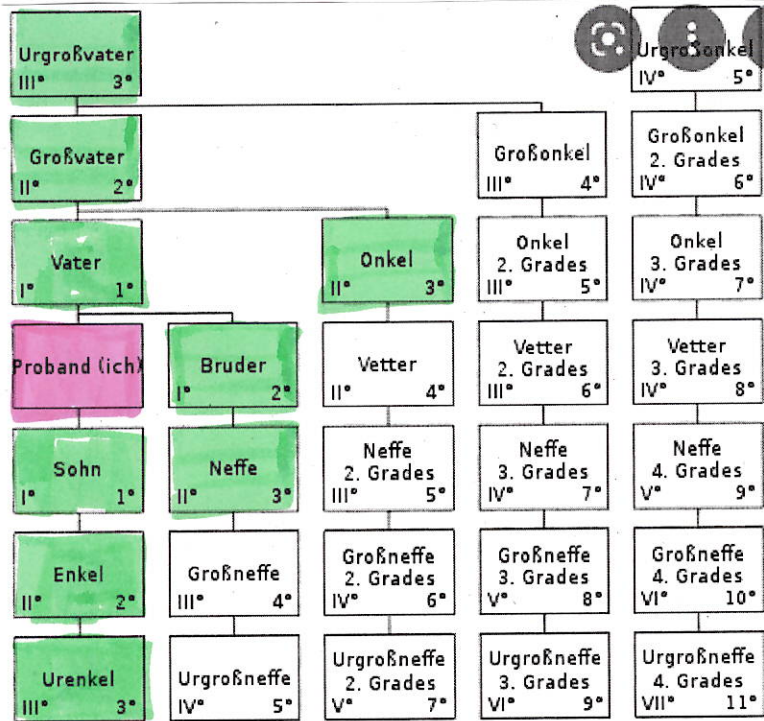 Urgroßvater
III° 3°
Urgroßonkel
IV° 5°
Großvater
II° 2°
Großonkel
III° 4°
Großonkel
2. Grades
IV° 6°
Vater
I° 1°
Onkel
II° 3°
Onkel
2. Grades
III° 5°
Onkel
3. Grades
IV° 7°
Proband (ich)
Bruder
I° 2°
Vetter
II° 4°
Vetter
2. Grades
III° 6°
Vetter
3. Grades
IV° 8°
Sohn
I° 1°
Neffe
II° 3°
Neffe
2. Grades
III° 5°
Neffe
3. Grades
IV° 7°
Neffe
4. Grades
V° 9°
Enkel
II° 2°
Großneffe
III° 4°
Großneffe
2. Grades
IV° 6°
Großneffe
3. Grades
V° 8°
Großneffe
4. Grades
VI° 10°
Urenkel
III° 3°
Urgroßneffe
IV° 5°
Urgroßneffe
2. Grades
V° 7°
Urgroßneffe
3. Grades
VI° 9°
Urgroßneffe
4. Grades
VII° 11°